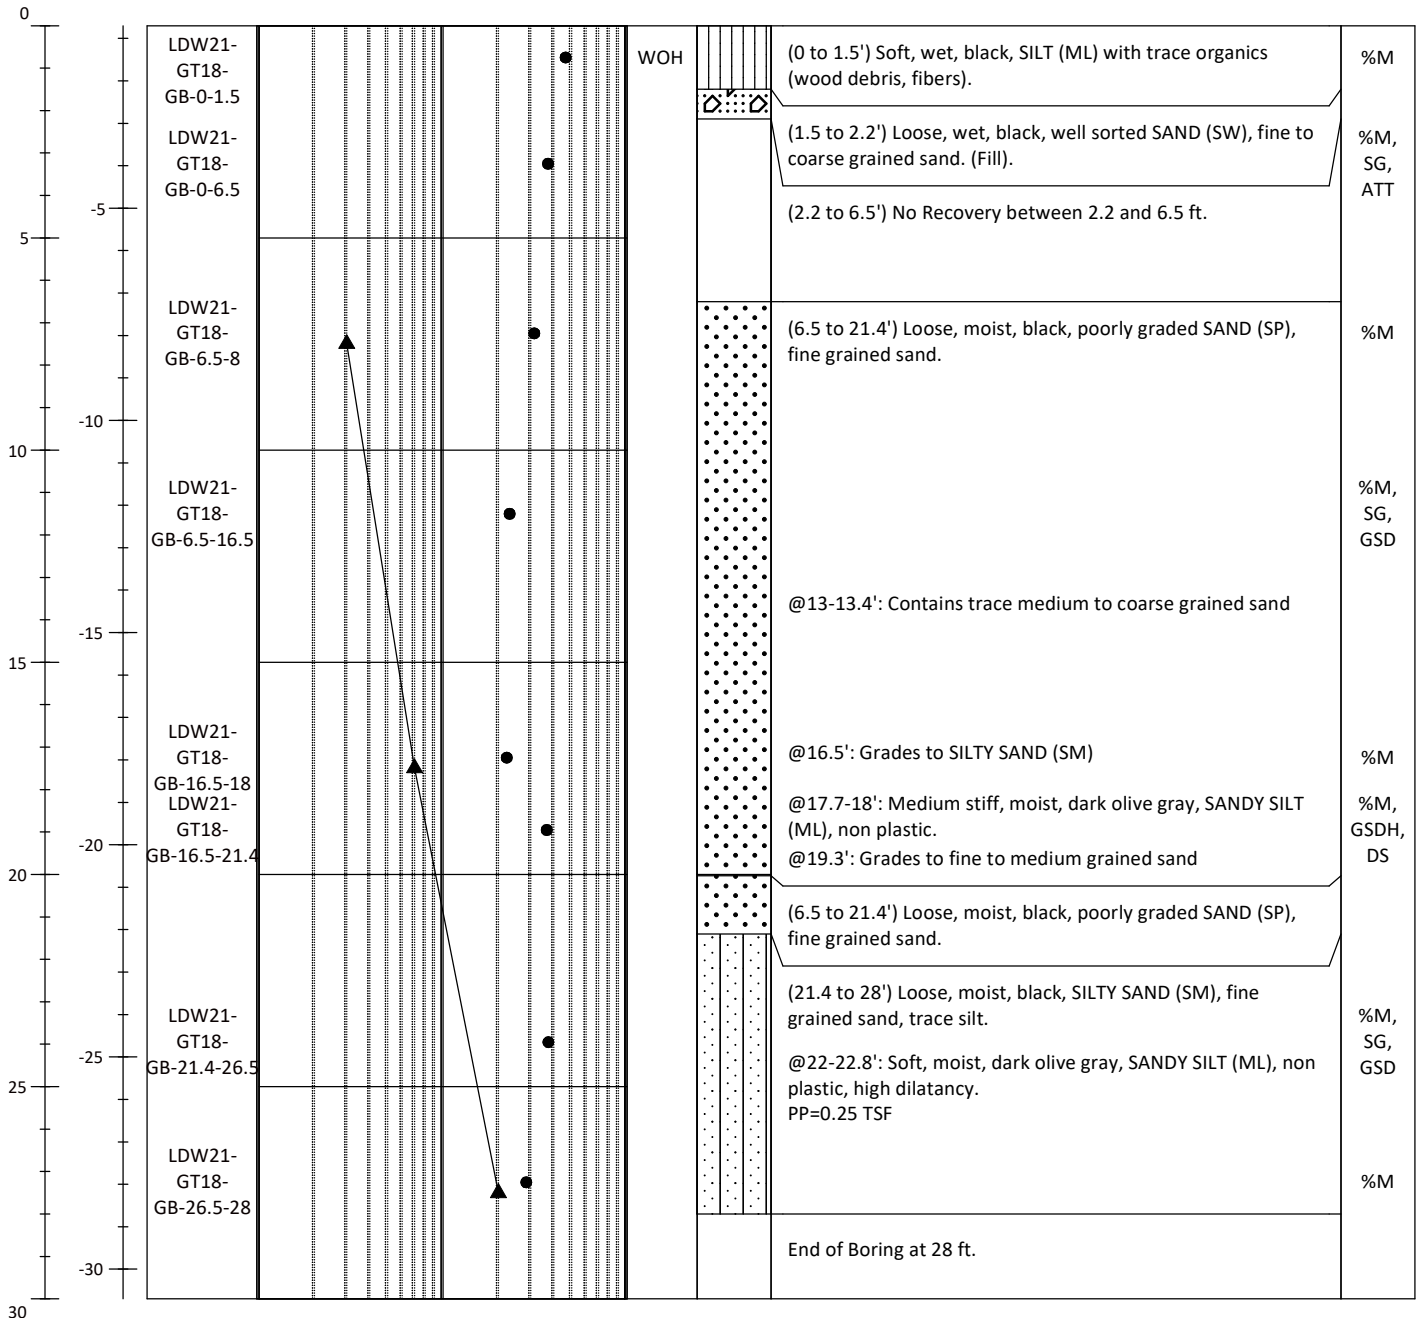 0
LDW21-
GT18-
GB-0-1.5
WOH
(0 to 1.5') Soft, wet, black, SILT (ML) with trace organics
(wood debris, fibers).
%M
LDW21-
GT18-
GB-0-6.5
(1.5 to 2.2') Loose, wet, black, well sorted SAND (SW), fine to
coarse grained sand. (Fill).
%M,
SG,
ATT
-5
(2.2 to 6.5') No Recovery between 2.2 and 6.5 ft.
5
LDW21-
GT18-
GB-6.5-8
(6.5 to 21.4') Loose, moist, black, poorly graded SAND (SP),
fine grained sand.
%M
-10
10
LDW21-
GT18-
GB-6.5-16.5
%M,
SG,
GSD
@13-13.4': Contains trace medium to coarse grained sand
-15
15
LDW21-
GT18-
GB-16.5-18
@16.5': Grades to SILTY SAND (SM)
%M
LDW21-
GT18-
GB-16.5-21.4
@17.7-18': Medium stiff, moist, dark olive gray, SANDY SILT
(ML), non plastic.
@19.3': Grades to fine to medium grained sand
%M,
GSDH,
DS
-20
20
(6.5 to 21.4') Loose, moist, black, poorly graded SAND (SP),
fine grained sand.
(21.4 to 28') Loose, moist, black, SILTY SAND (SM), fine
grained sand, trace silt.
LDW21-
GT18-
GB-21.4-26.5
@22-22.8': Soft, moist, dark olive gray, SANDY SILT (ML), non
plastic, high dilatancy.
PP=0.25 TSF
%M,
SG,
GSD
-25
25
LDW21-
GT18-
GB-26.5-28
%M
End of Boring at 28 ft.
-30
30